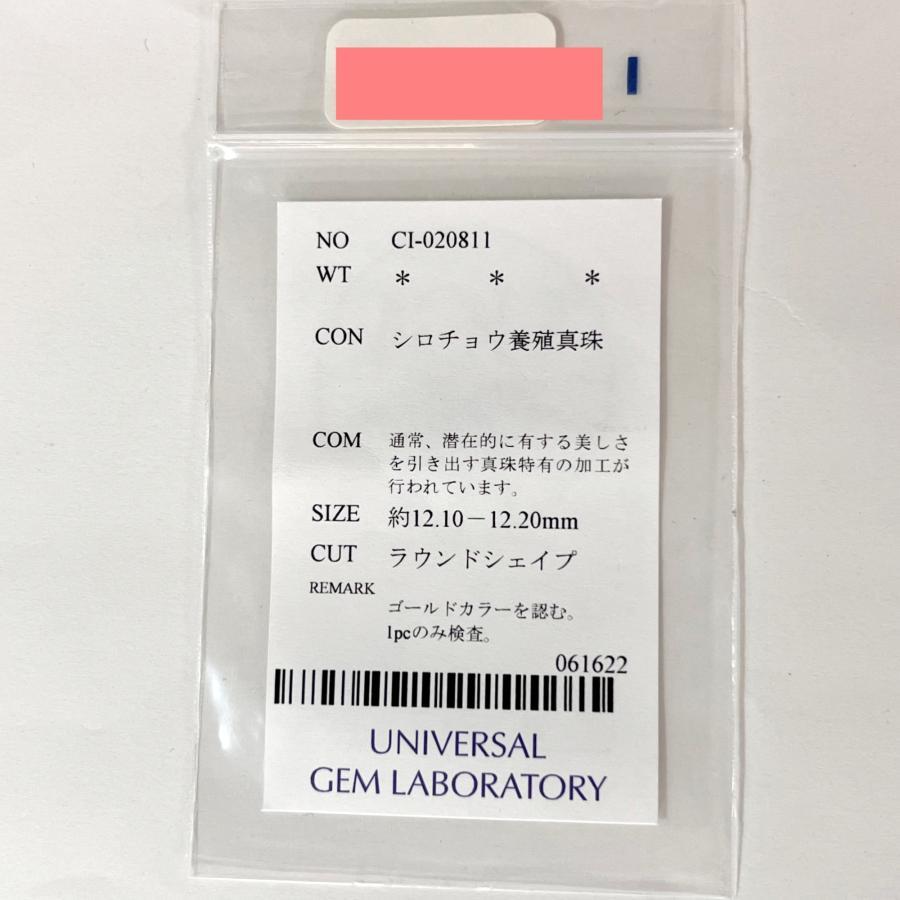 NO CI-020811
WT * * *
CON シロチョウ養殖真珠
COM 通常、潜在的に有する美しさ
を引き出す真珠特有の加工が
行われています。
SIZE 約12.10－12.20mm
CUT ラウンドシェイプ
REMARK
ゴールドカラーを認む。
1pcのみ検査。
061622
UNIVERSAL
GEM LABORATORY